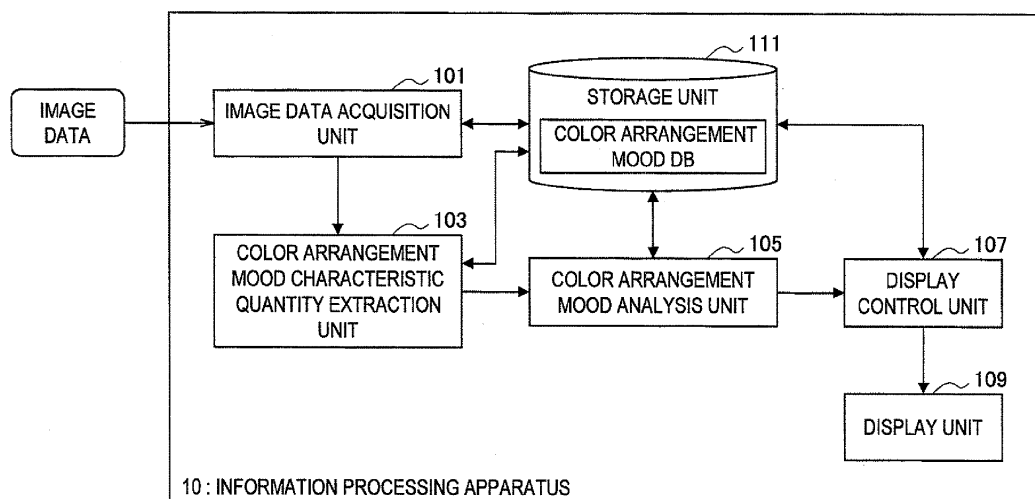 IMAGE
DATA
101
IMAGE DATA ACQUISITION
UNIT
111
STORAGE UNIT
COLOR ARRANGEMENT
MOOD DB
103
COLOR ARRANGEMENT
MOOD CHARACTERISTIC
QUANTITY EXTRACTION
UNIT
105
COLOR ARRANGEMENT
MOOD ANALYSIS UNIT
107
DISPLAY
CONTROL UNIT
109
DISPLAY UNIT
10 : INFORMATION PROCESSING APPARATUS